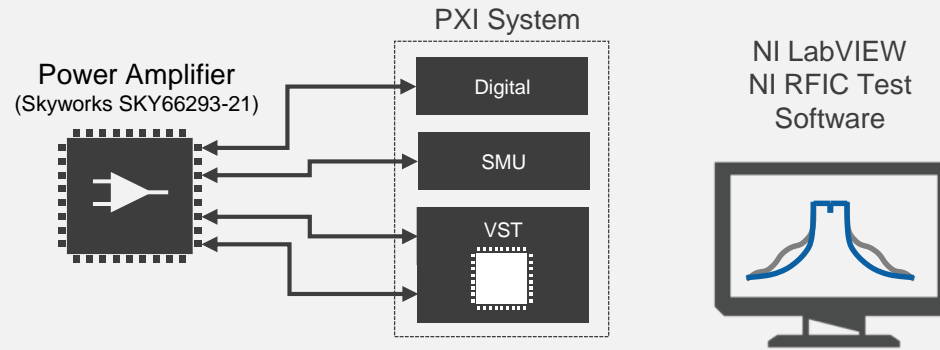 PXI System
Power Amplifier
(Skyworks SKY66293-21)
Digital
SMU
VST
NI LabVIEW
NI RFIC Test
Software